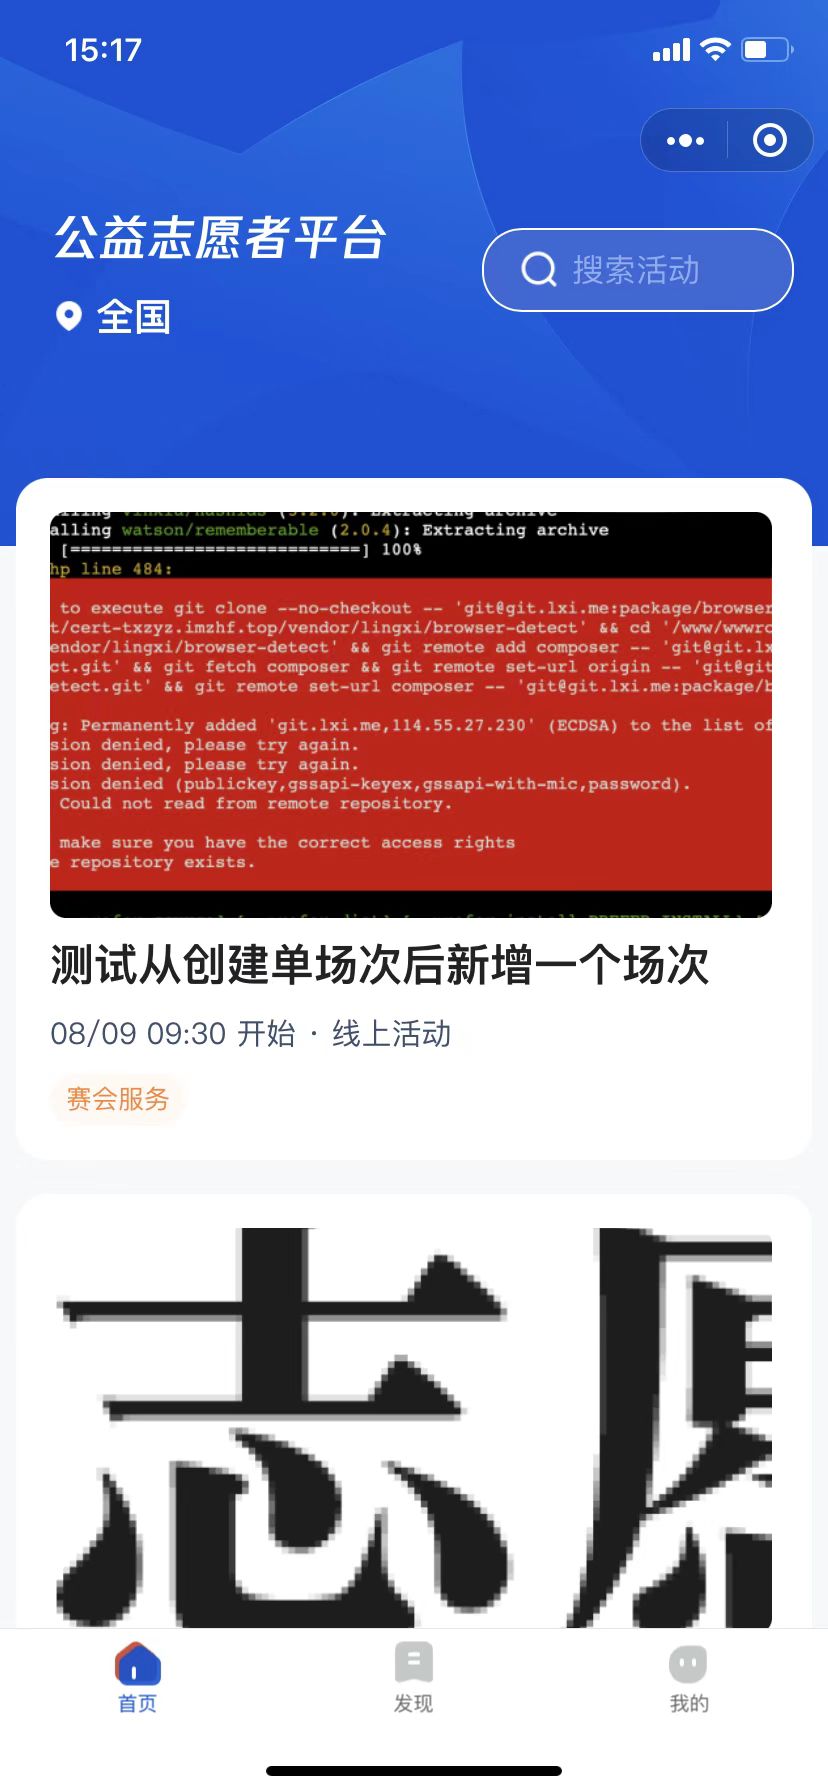 15:17
公益志愿者平台
搜索活动
全国
alling watson/rememberable (2.0.4): Extracting archive
[============================] 100%
hp line 484:
to execute git clone --no-checkout -- 'git@git.lxi.me:package/browser
t/cert-txzyz.imzhf.top/vendor/lingxi/browser-detect' && cd '/www/wwwro
endor/lingxi/browser-detect' && git remote add composer -- 'git@git.lx
ct.git' && git fetch composer && git remote set-url origin -- 'git@git
etect.git' && git remote set-url composer -- 'git@git.lxi.me:package/b
g: Permanently added 'git.lxi.me,114.55.27.230' (ECDSA) to the list of
sion denied, please try again.
sion denied, please try again.
sion denied (publickey,gssapi-keyex,gssapi-with-mic,password).
Could not read from remote repository.
make sure you have the correct access rights
e repository exists.
测试从创建单场次后新增一个场次
08/09 09:30 开始 · 线上活动
赛会服务
志愿
首页 发现 我的